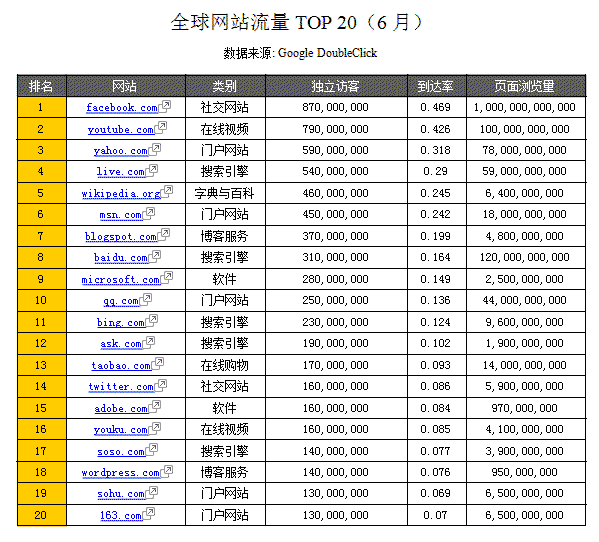 全球网站流量 TOP 20（6 月）
数据来源: Google DoubleClick
排名 网站 类别 独立访客 到达率 页面浏览量
1 facebook.com 社交网站 870,000,000 0.469 1,000,000,000,000
2 youtube.com 在线视频 790,000,000 0.426 100,000,000,000
3 yahoo.com 门户网站 590,000,000 0.318 78,000,000,000
4 live.com 搜索引擎 540,000,000 0.29 59,000,000,000
5 wikipedia.org 字典与百科 460,000,000 0.245 6,400,000,000
6 msn.com 门户网站 450,000,000 0.242 18,000,000,000
7 blogspot.com 博客服务 370,000,000 0.199 4,800,000,000
8 baidu.com 搜索引擎 310,000,000 0.164 120,000,000,000
9 microsoft.com 软件 280,000,000 0.149 2,500,000,000
10 qq.com 门户网站 250,000,000 0.136 44,000,000,000
11 bing.com 搜索引擎 230,000,000 0.124 9,600,000,000
12 ask.com 搜索引擎 190,000,000 0.102 1,900,000,000
13 taobao.com 在线购物 170,000,000 0.093 14,000,000,000
14 twitter.com 社交网站 160,000,000 0.086 5,900,000,000
15 adobe.com 软件 160,000,000 0.084 970,000,000
16 youku.com 在线视频 160,000,000 0.085 4,100,000,000
17 soso.com 搜索引擎 140,000,000 0.077 3,900,000,000
18 wordpress.com 博客服务 140,000,000 0.076 950,000,000
19 sohu.com 门户网站 130,000,000 0.069 6,500,000,000
20 163.com 门户网站 130,000,000 0.07 6,500,000,000